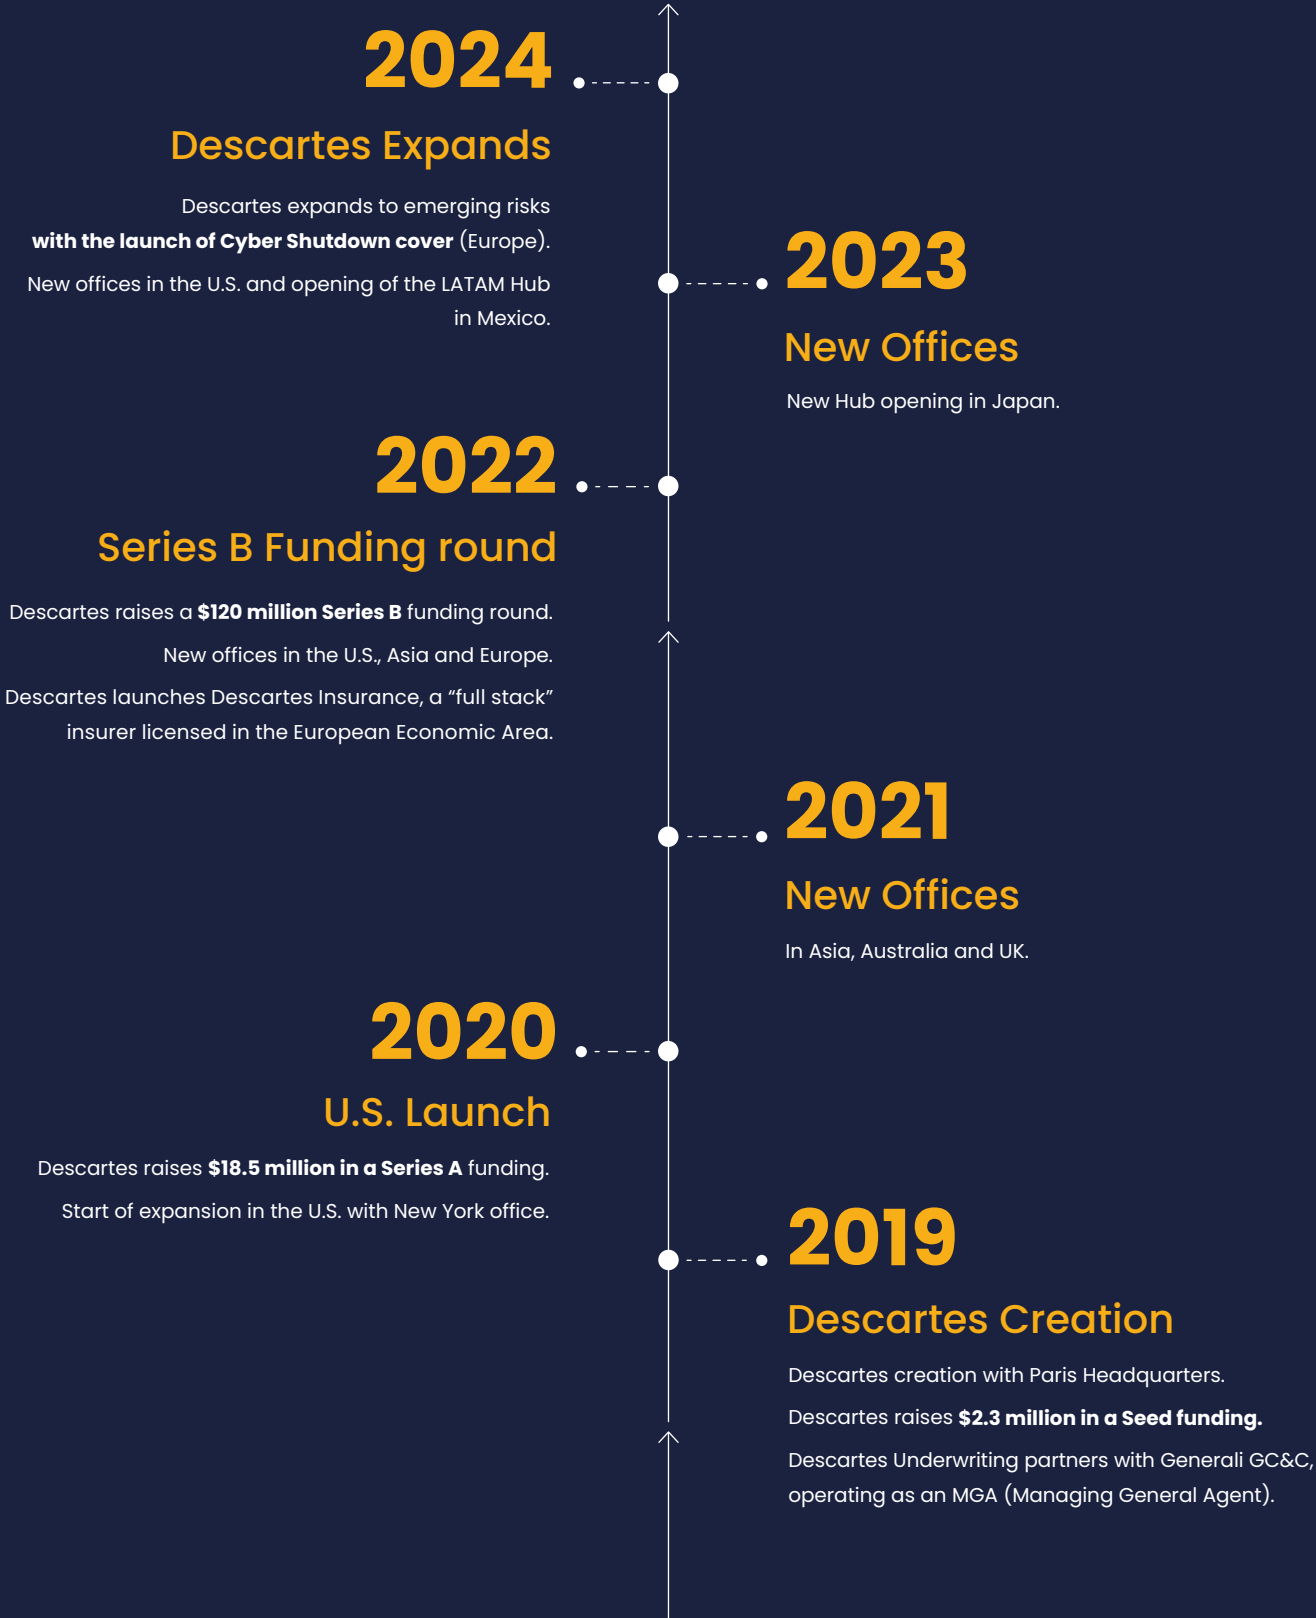 2024
Descartes Expands
Descartes expands to emerging risks
with the launch of Cyber Shutdown cover (Europe).
New offices in the U.S. and opening of the LATAM Hub
in Mexico.
2023
New Offices
New Hub opening in Japan.
2022
Series B Funding round
Descartes raises a $120 million Series B funding round.
New offices in the U.S., Asia and Europe.
Descartes launches Descartes Insurance, a “full stack”
insurer licensed in the European Economic Area.
2021
New Offices
In Asia, Australia and UK.
2020
U.S. Launch
Descartes raises $18.5 million in a Series A funding.
Start of expansion in the U.S. with New York office.
2019
Descartes Creation
Descartes creation with Paris Headquarters.
Descartes raises $2.3 million in a Seed funding.
Descartes Underwriting partners with Generali GC&C,
operating as an MGA (Managing General Agent).